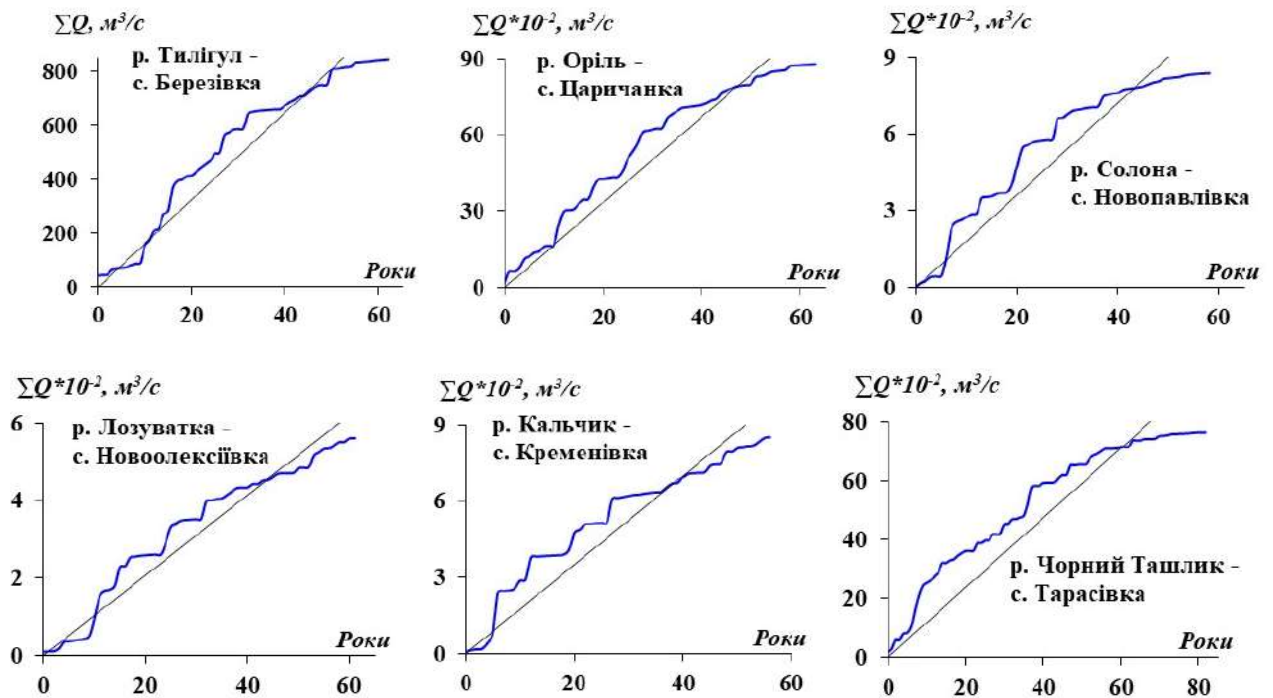 ∑Q, м³/с
р. Тилігул -
с. Березівка
800
600
400
200
0
Роки
0 20 40 60
∑Q*10⁻², м³/с
р. Оріль -
с. Царичанка
90
60
30
0
Роки
0 20 40 60
∑Q*10⁻², м³/с
9
6
3
0
р. Солона -
с. Новопавлівка
Роки
0 20 40 60
∑Q*10⁻², м³/с
р. Лозуватка -
с. Новоолексіївка
6
4
2
0
Роки
0 20 40 60
∑Q*10⁻², м³/с
р. Кальчик -
с. Кременівка
9
6
3
0
Роки
0 20 40 60
∑Q*10⁻², м³/с
80
60
40
20
0
р. Чорний Ташлик -
с. Тарасівка
Роки
0 20 40 60 80